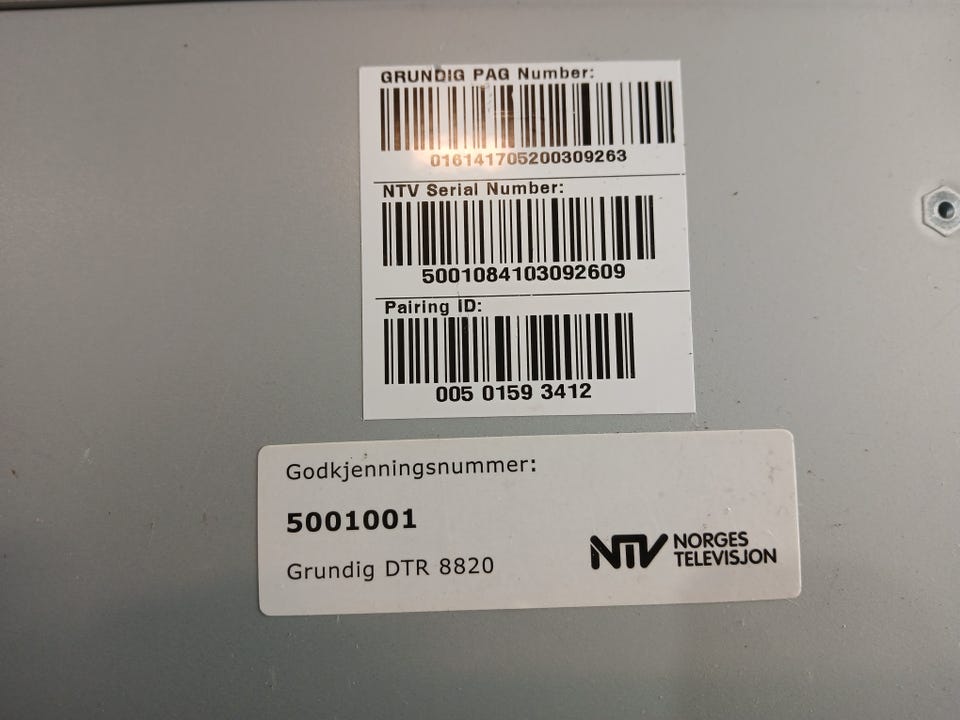 GRUNDIG PAG Number:
016141705200309263
NTV Serial Number:
5001084103092609
Pairing ID:
005 0159 3412
Godkjenningsnummer:
5001001
Grundig DTR 8820
NTV NORGES
TELEVISJON